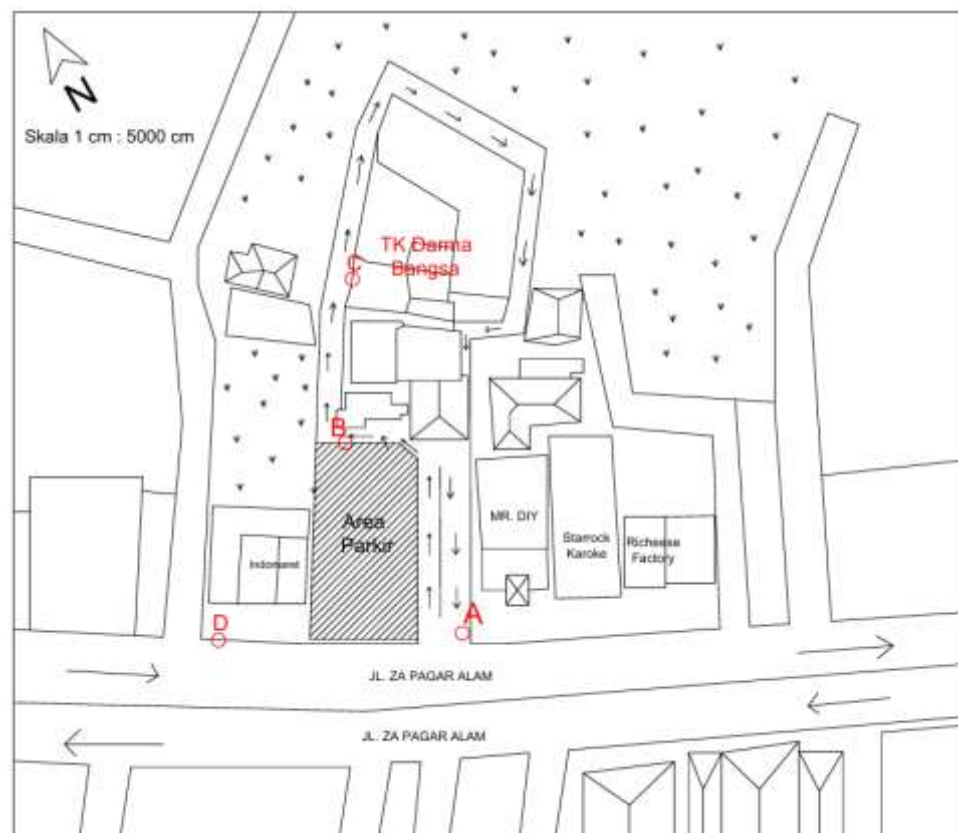 N
Skala 1 cm : 5000 cm
TK Darma
Bangsa
C
B
Area
Parkir
MR. DIY
Starrock
Karoke
Richeese
Factory
Indomaret
D
A
JL. ZA PAGAR ALAM
JL. ZA PAGAR ALAM